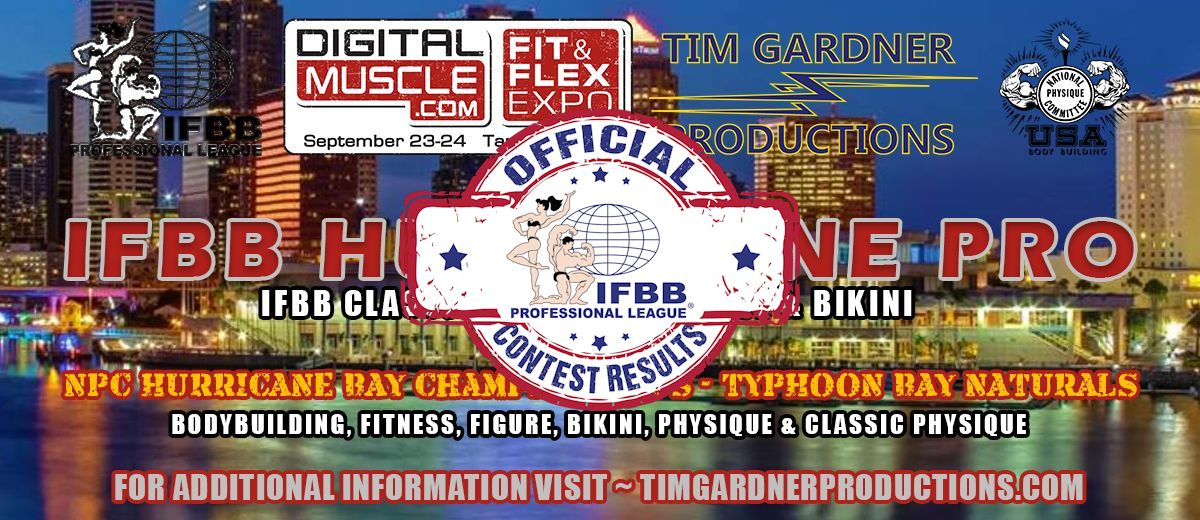 DIGITAL
MUSCLE
.COM
FIT &
FLEX
EXPO
September 23-24
IFBB
PROFESSIONAL LEAGUE
TIM GARDNER
PRODUCTIONS
NATIONAL
PHYSIQUE
COMMITTEE
USA
BODY BUILDING
OFFICIAL
IFBB
PROFESSIONAL LEAGUE®
CONTEST RESULTS
IFBB HU NE PRO
IFBB CLA & BIKINI
NPC HURRICANE BAY CHAMP S - TYPHOON BAY NATURALS
BODYBUILDING, FITNESS, FIGURE, BIKINI, PHYSIQUE & CLASSIC PHYSIQUE
FOR ADDITIONAL INFORMATION VISIT ~ TIMGARDNERPRODUCTIONS.COM